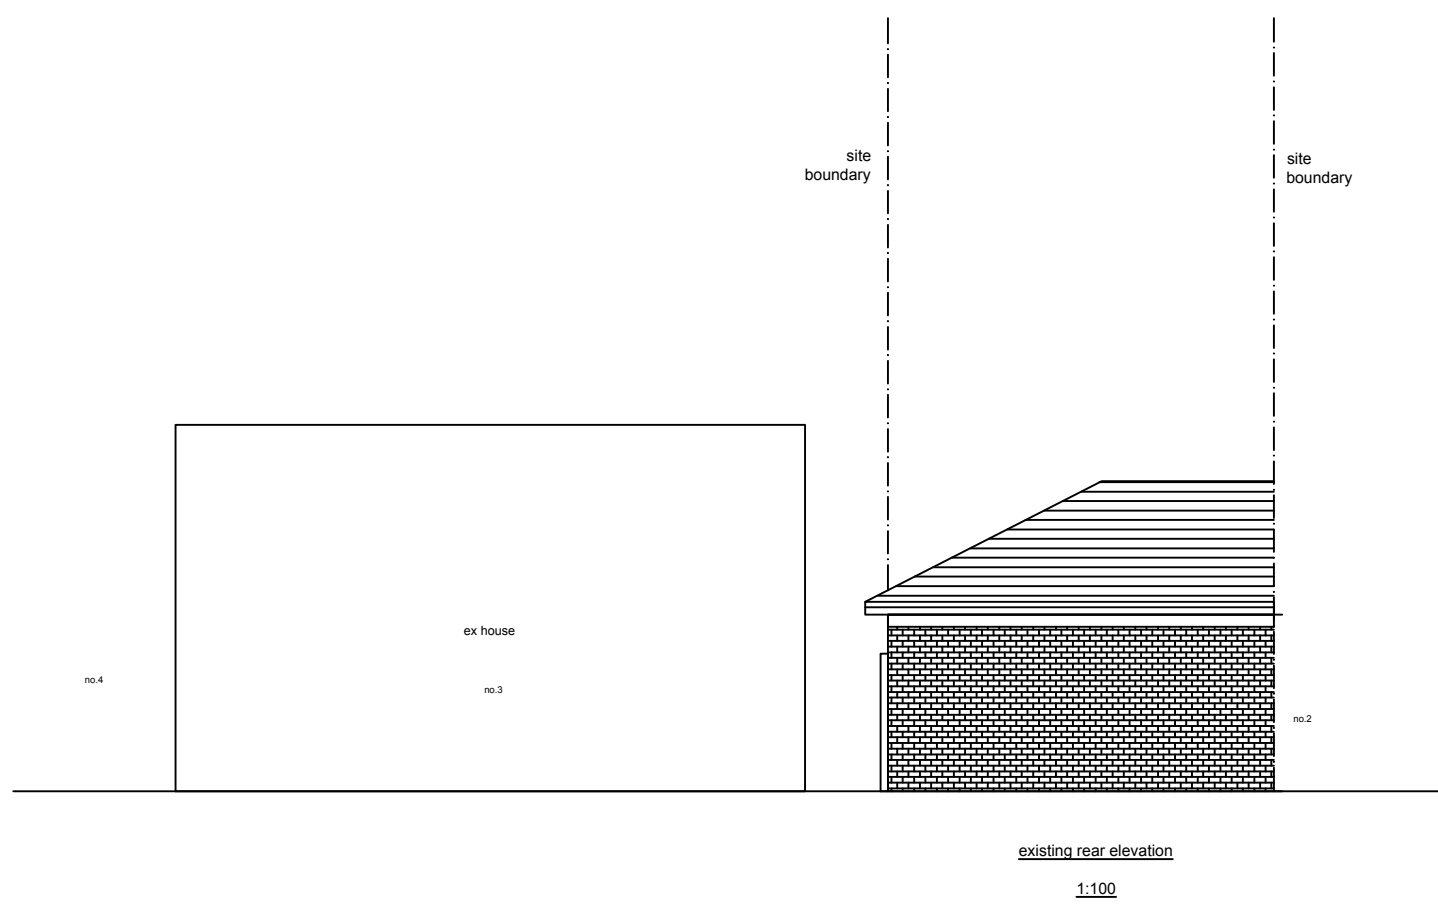 site
boundary
site
boundary
ex house
no.4
no.3
no.2
existing rear elevation
1:100